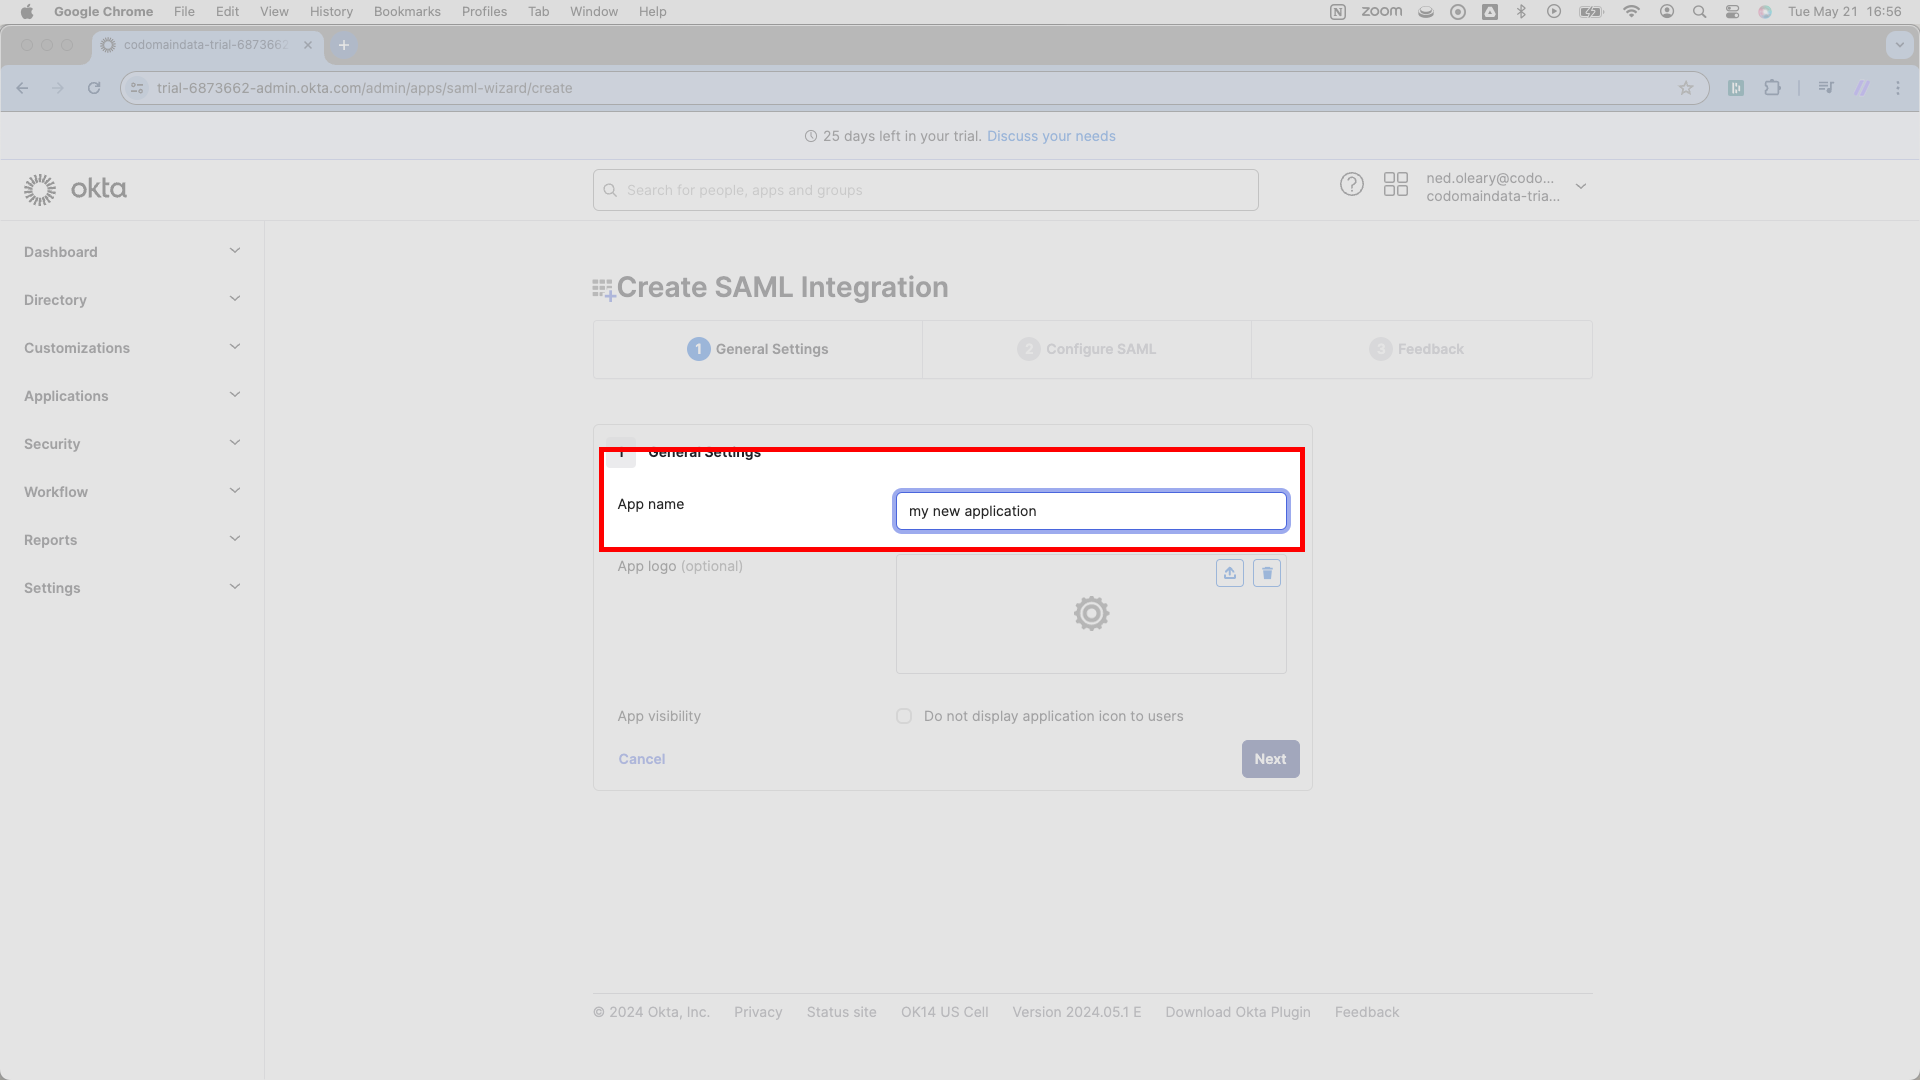 Google Chrome File Edit View History Bookmarks Profiles Tab Window Help zoom Tue May 21 16:56
codomaindata-trial-6873662
trial-6873662-admin.okta.com/admin/apps/saml-wizard/create
25 days left in your trial. Discuss your needs
okta
Search for people, apps and groups
ned.oleary@codo...
codomaindata-tria...
Dashboard
Directory
Customizations
Applications
Security
Workflow
Reports
Settings
Create SAML Integration
1 General Settings 2 Configure SAML 3 Feedback
1 General Settings
App name my new application
App logo (optional)
App visibility Do not display application icon to users
Cancel Next
© 2024 Okta, Inc. Privacy Status site OK14 US Cell Version 2024.05.1 E Download Okta Plugin Feedback